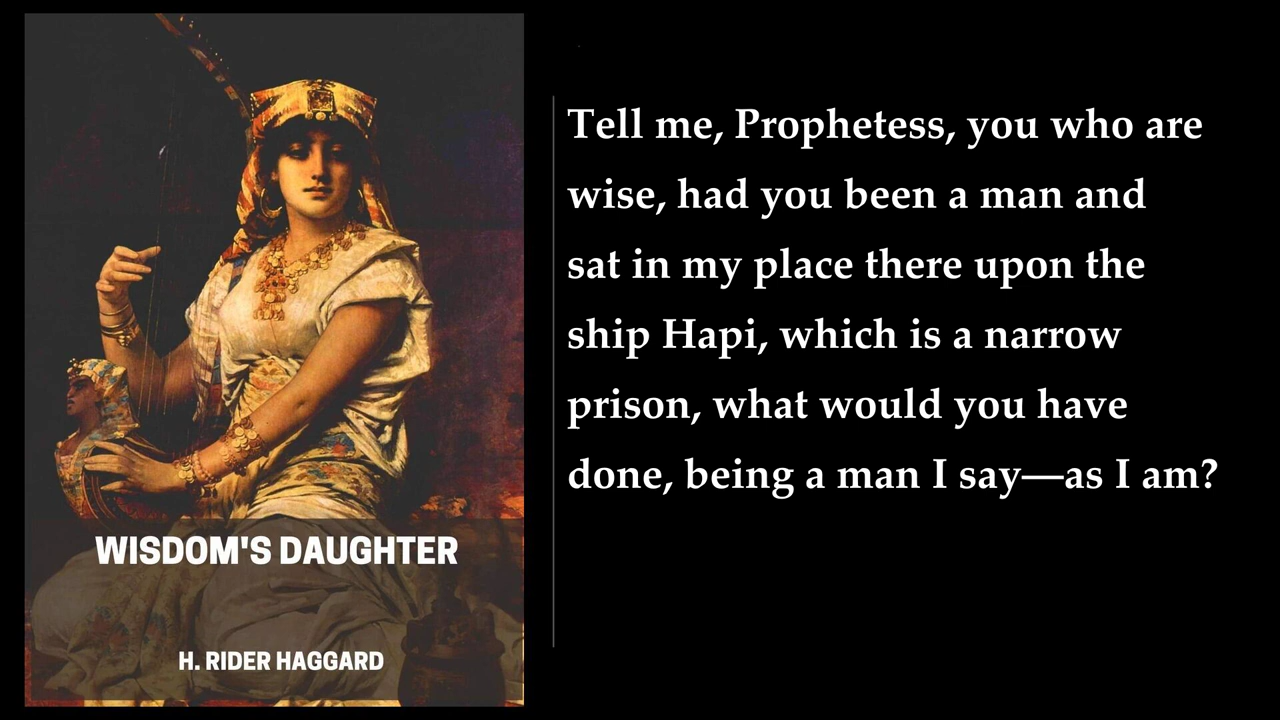 WISDOM'S DAUGHTER
H. RIDER HAGGARD
Tell me, Prophetess, you who are
wise, had you been a man and
sat in my place there upon the
ship Hapi, which is a narrow
prison, what would you have
done, being a man I say—as I am?